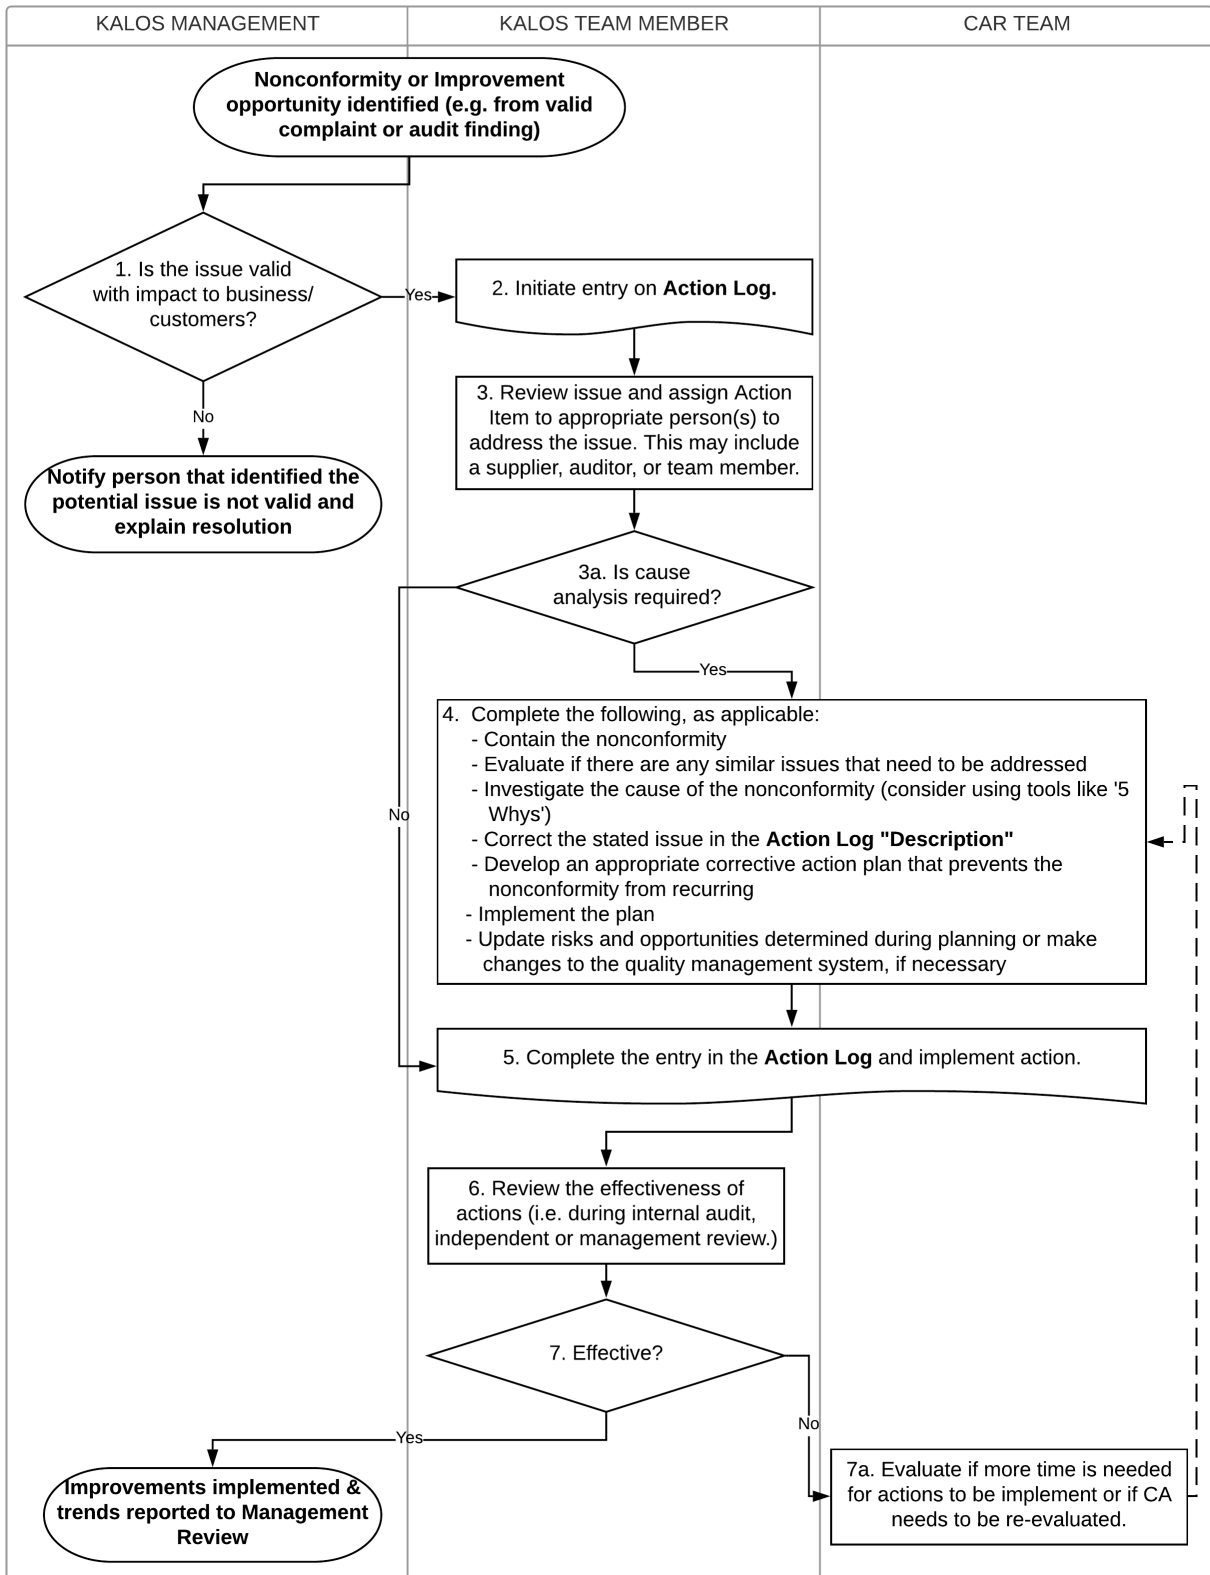 KALOS MANAGEMENT
KALOS TEAM MEMBER
CAR TEAM
Nonconformity or Improvement
opportunity identified (e.g. from valid
complaint or audit finding)
1. Is the issue valid
with impact to business/
customers?
Yes
2. Initiate entry on Action Log.
No
3. Review issue and assign Action
Item to appropriate person(s) to
address the issue. This may include
a supplier, auditor, or team member.
Notify person that identified the
potential issue is not valid and
explain resolution
3a. Is cause
analysis required?
Yes
No
4. Complete the following, as applicable:
- Contain the nonconformity
- Evaluate if there are any similar issues that need to be addressed
- Investigate the cause of the nonconformity (consider using tools like '5
Whys')
- Correct the stated issue in the Action Log "Description"
- Develop an appropriate corrective action plan that prevents the
nonconformity from recurring
- Implement the plan
- Update risks and opportunities determined during planning or make
changes to the quality management system, if necessary
5. Complete the entry in the Action Log and implement action.
6. Review the effectiveness of
actions (i.e. during internal audit,
independent or management review.)
7. Effective?
No
Yes
7a. Evaluate if more time is needed
for actions to be implement or if CA
needs to be re-evaluated.
Improvements implemented &
trends reported to Management
Review